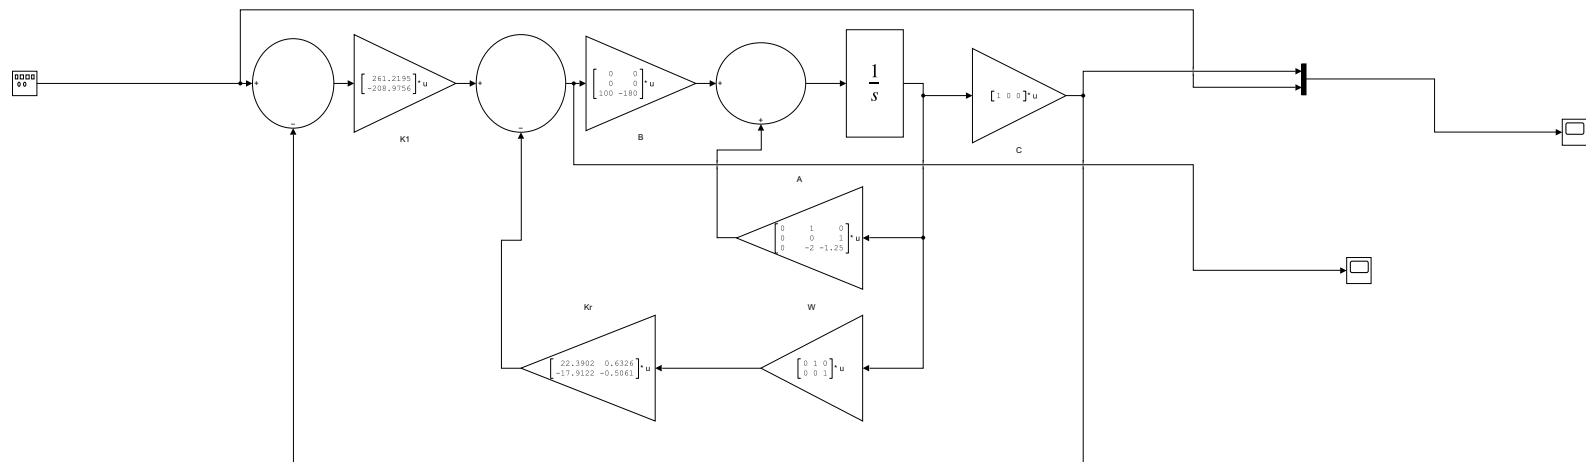 +
−
261.2195
-208.9756
* u
K1
+
−
0 0
0 0
100 -180
* u
B
+
+
1
s
[1 0 0]* u
C
A
0 1 0
0 0 1
0 -2 -1.25
* u
Kr
22.3902 0.6326
-17.9122 -0.5061
* u
W
0 1 0
0 0 1
* u